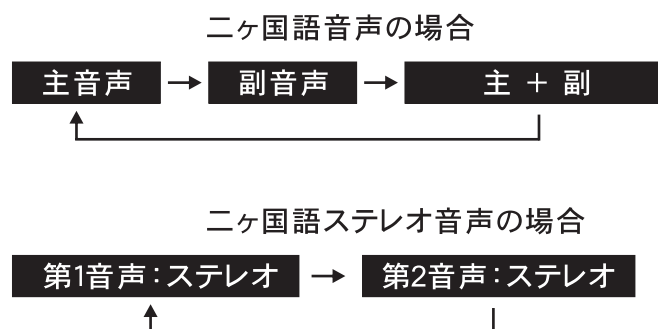 二ヶ国語音声の場合
主音声 → 副音声 → 主 + 副
二ヶ国語ステレオ音声の場合
第1音声：ステレオ → 第2音声：ステレオ